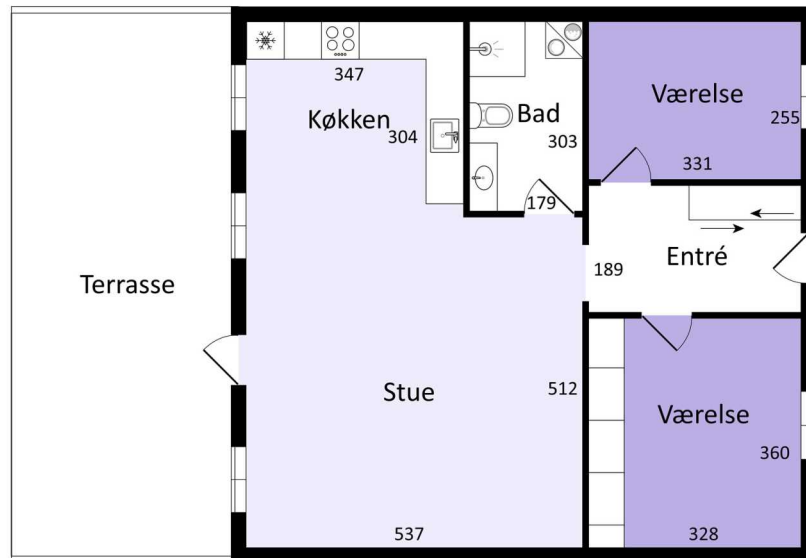 347
Køkken
304
Bad
303
179
Værelse
255
331
Terrasse
189
Entré
Stue
512
Værelse
360
537
328